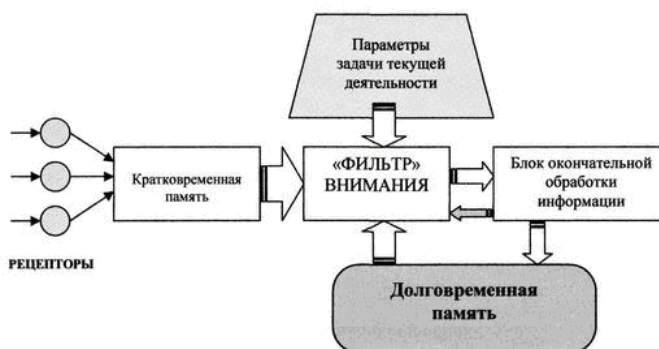 Параметры
задачи текущей
деятельности
Кратковременная
память
«ФИЛЬТР»
ВНИМАНИЯ
Блок окончательной
обработки
информации
РЕЦЕПТОРЫ
Долговременная
память